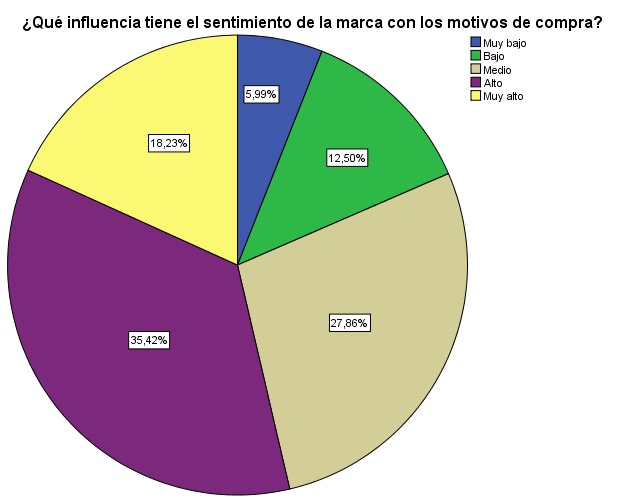 ¿Qué influencia tiene el sentimiento de la marca con los motivos de compra?
Muy bajo
Bajo
Medio
Alto
Muy alto
5,99%
18,23%
12,50%
27,86%
35,42%